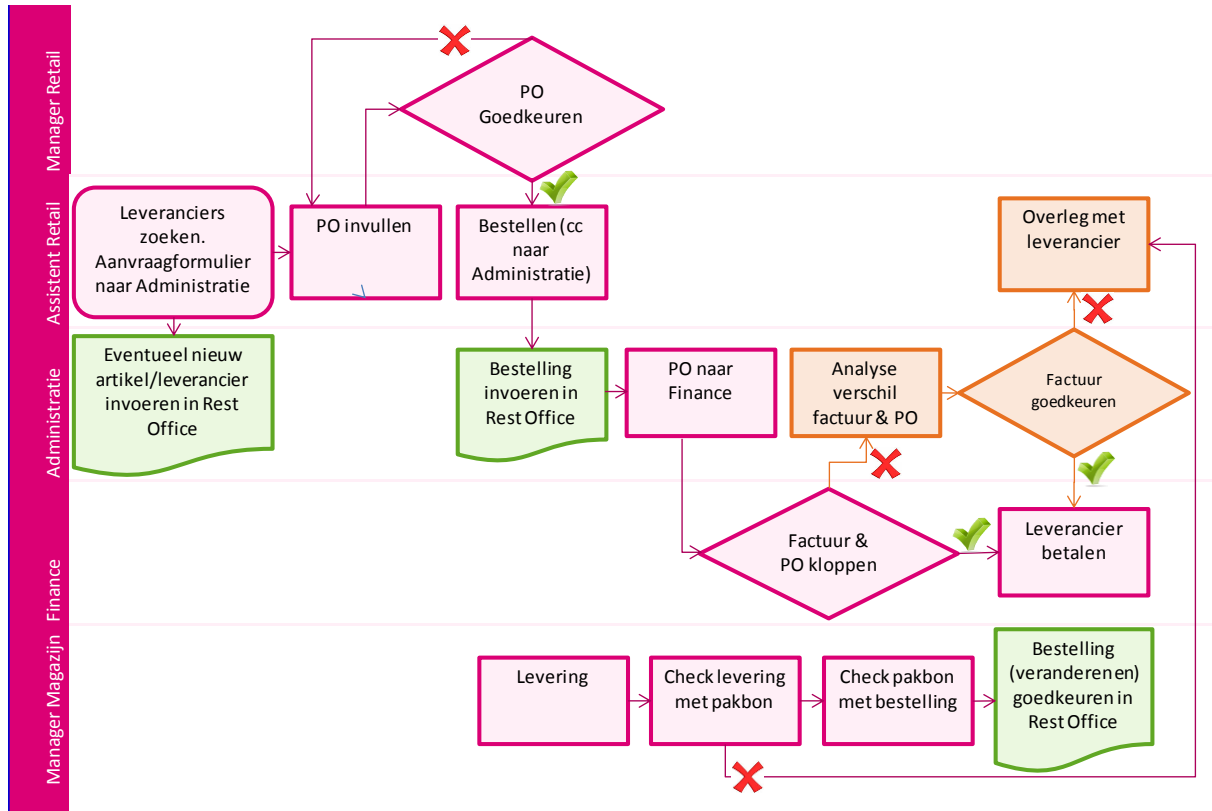 Manager Retail
PO
Goedkeuren
Assistent Retail
Leveranciers
zoeken.
Aanvraagformulier
naar Administratie
PO invullen
Bestellen (cc
naar
Administratie)
Overleg met
leverancier
Administratie
Eventueel nieuw
artikel/leverancier
invoeren in Rest
Office
Bestelling
invoeren in
Rest Office
PO naar
Finance
Analyse
verschil
factuur & PO
Factuur
goedkeuren
Finance
Factuur &
PO kloppen
Leverancier
betalen
Manager Magazijn
Levering
Check levering
met pakbon
Check pakbon
met bestelling
Bestelling
(veranderen en)
goedkeuren in
Rest Office